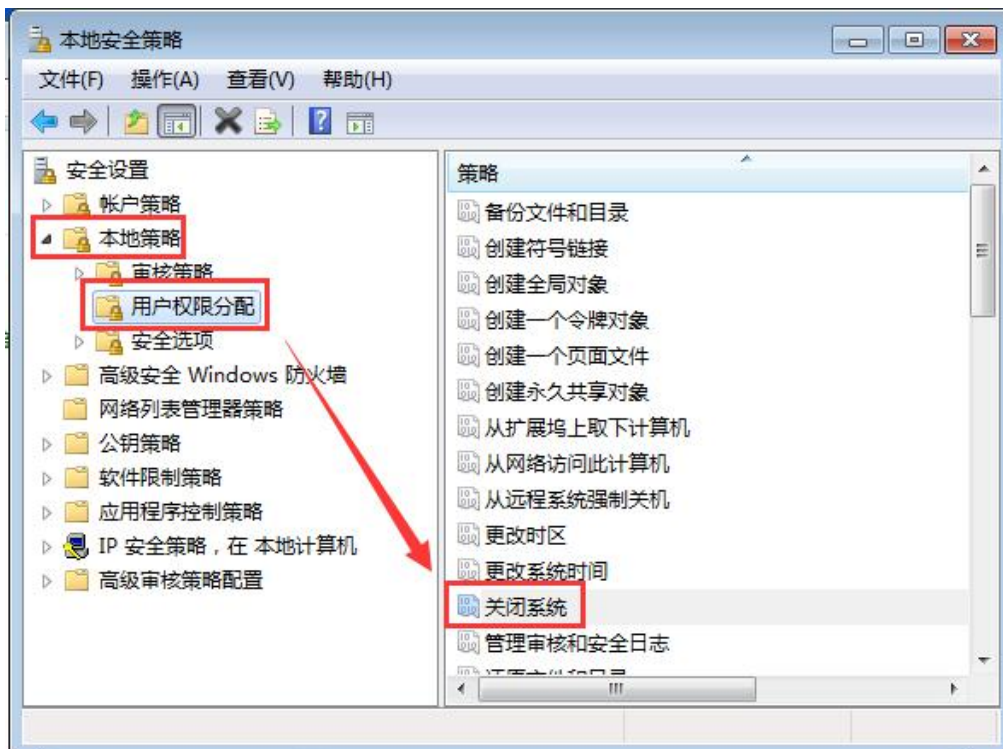 本地安全策略
文件(F) 操作(A) 查看(V) 帮助(H)
安全设置
帐户策略
本地策略
审核策略
用户权限分配
安全选项
高级安全 Windows 防火墙
网络列表管理器策略
公钥策略
软件限制策略
应用程序控制策略
IP 安全策略，在 本地计算机
高级审核策略配置
策略
备份文件和目录
创建符号链接
创建全局对象
创建一个令牌对象
创建一个页面文件
创建永久共享对象
从扩展坞上取下计算机
从网络访问此计算机
从远程系统强制关机
更改时区
更改系统时间
关闭系统
管理审核和安全日志